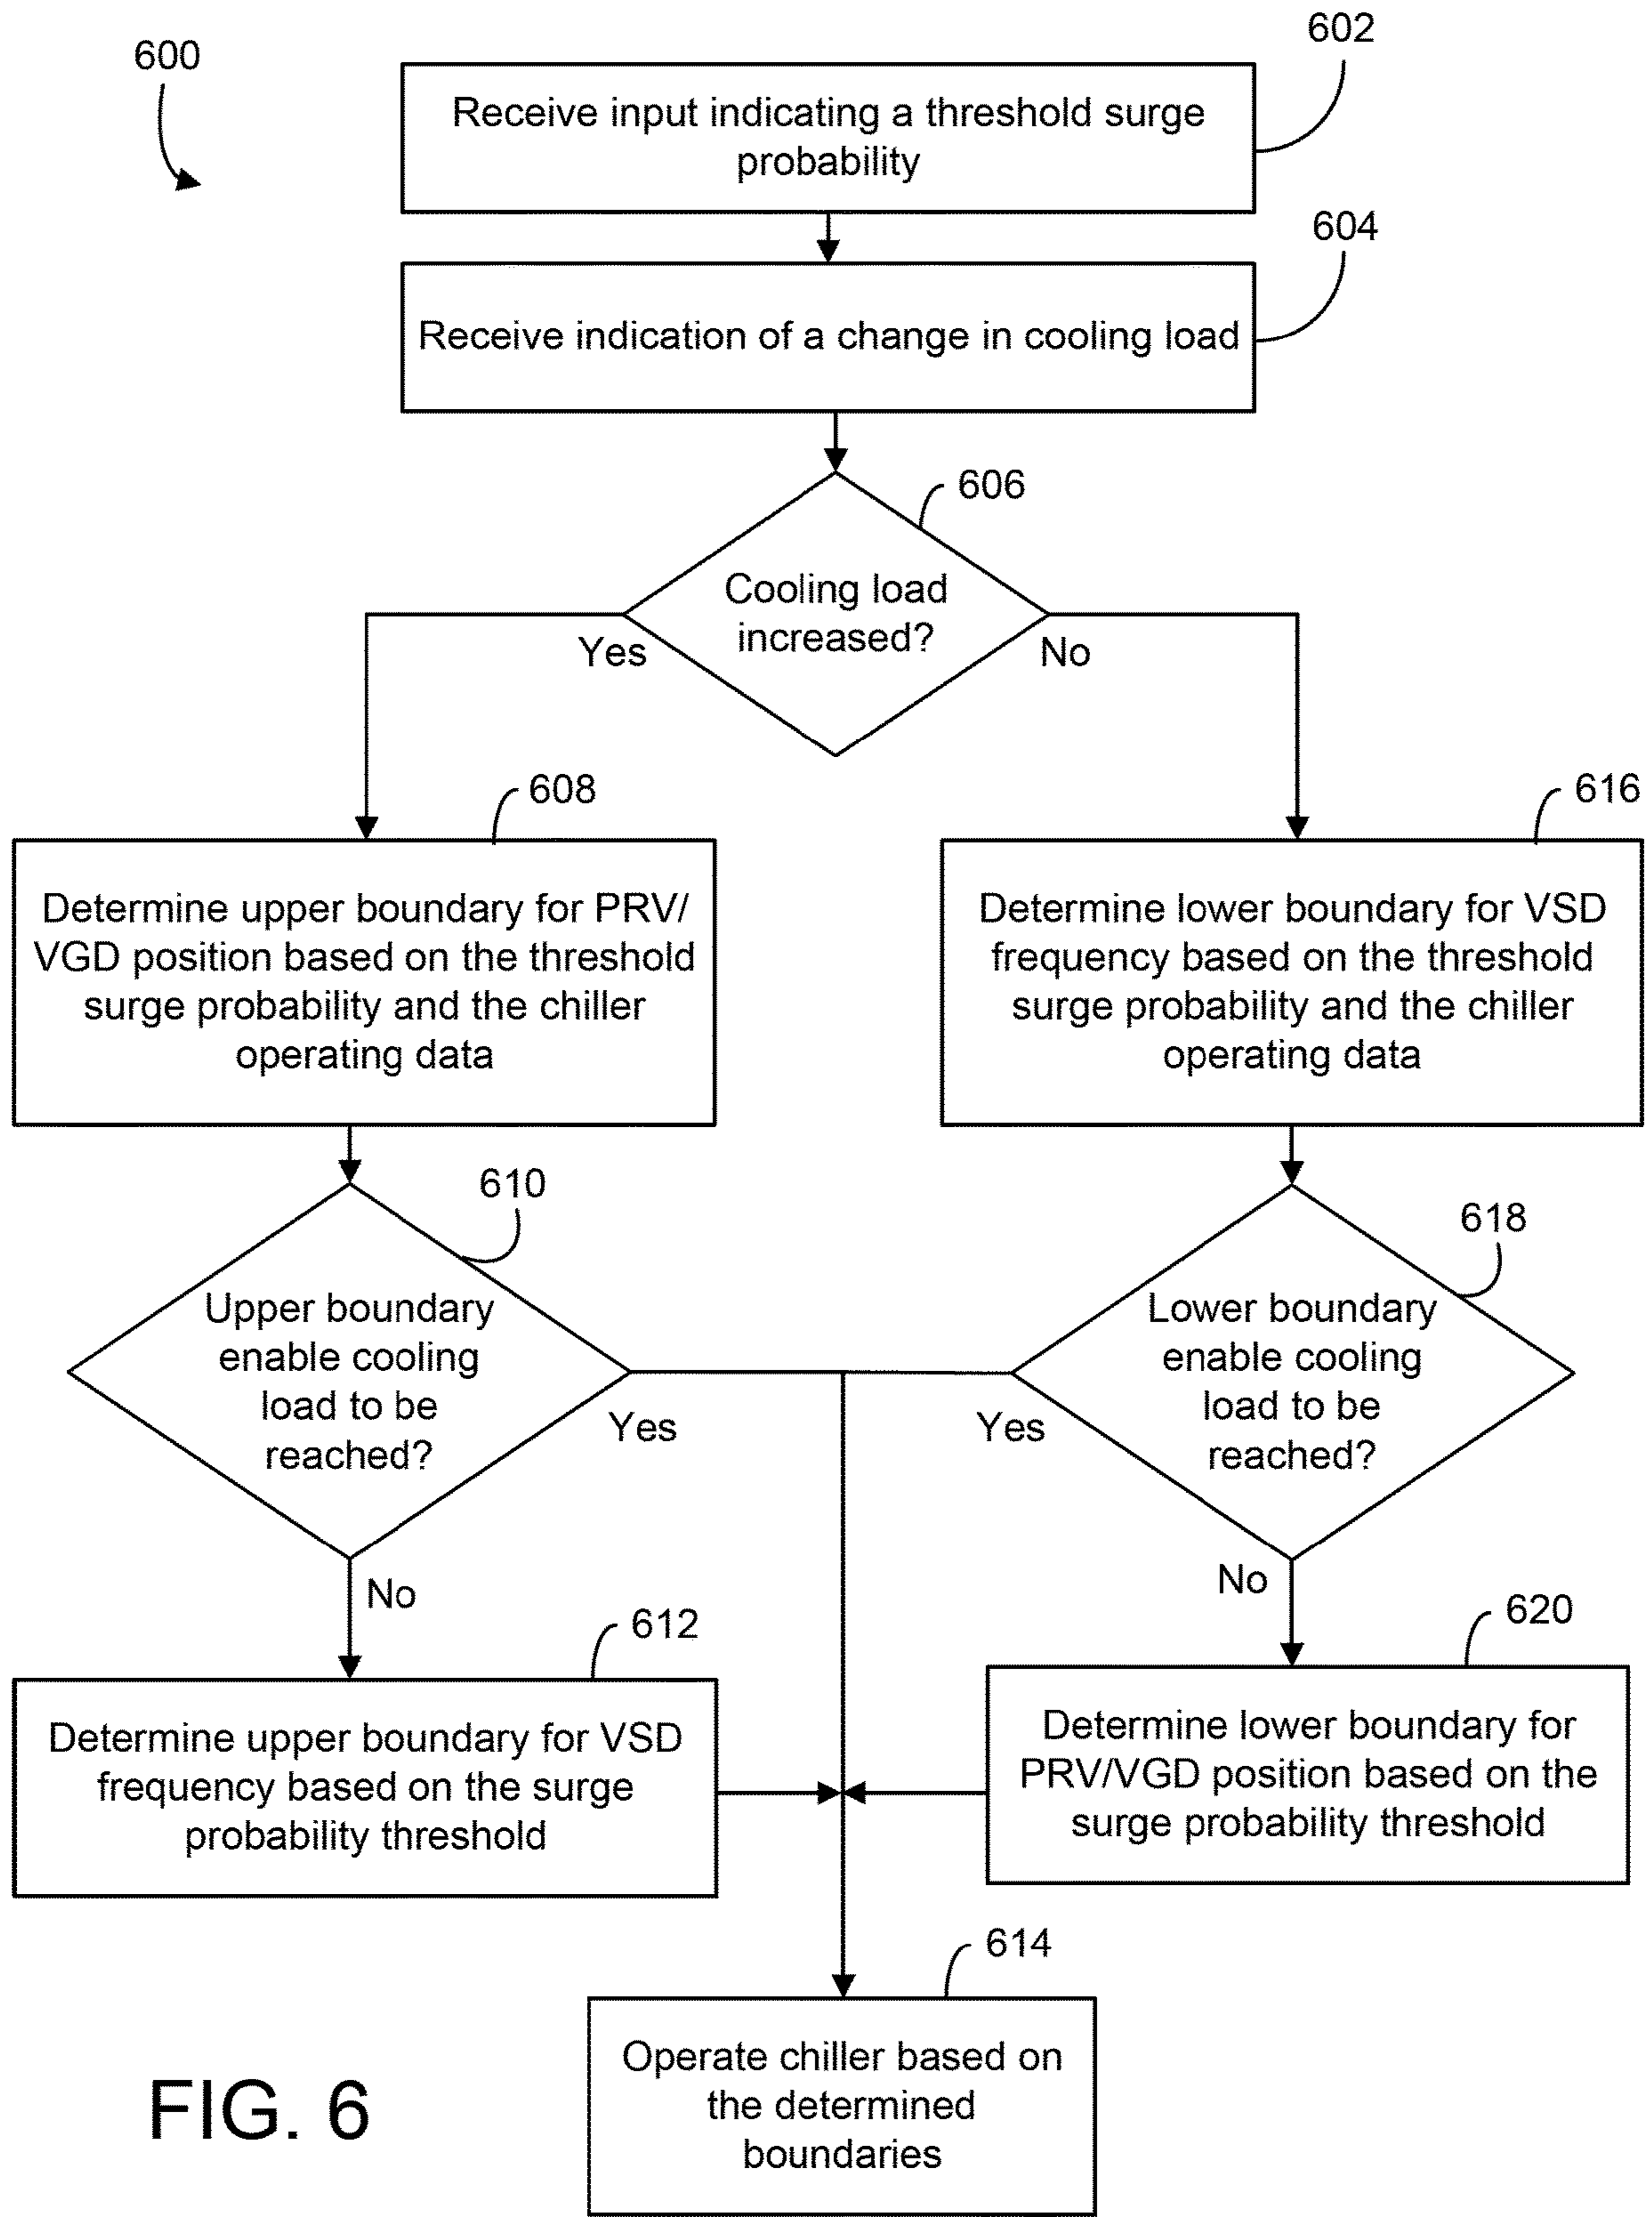 600
602
Receive input indicating a threshold surge
probability
604
Receive indication of a change in cooling load
606
Cooling load
increased?
Yes
No
608
Determine upper boundary for PRV/
VGD position based on the threshold
surge probability and the chiller
operating data
616
Determine lower boundary for VSD
frequency based on the threshold
surge probability and the chiller
operating data
610
Upper boundary
enable cooling
load to be
reached?
Yes
No
618
Lower boundary
enable cooling
load to be
reached?
Yes
No
612
Determine upper boundary for VSD
frequency based on the surge
probability threshold
620
Determine lower boundary for
PRV/VGD position based on the
surge probability threshold
614
Operate chiller based on
the determined
boundaries
FIG. 6